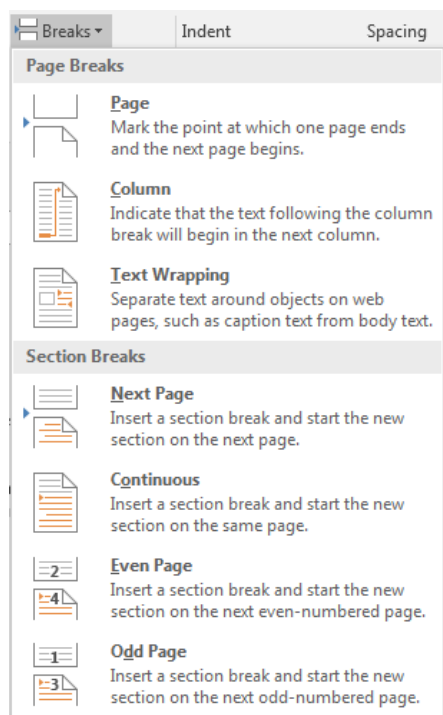 Breaks Indent Spacing
Page Breaks
Page
Mark the point at which one page ends
and the next page begins.
Column
Indicate that the text following the column
break will begin in the next column.
Text Wrapping
Separate text around objects on web
pages, such as caption text from body text.
Section Breaks
Next Page
Insert a section break and start the new
section on the next page.
Continuous
Insert a section break and start the new
section on the same page.
2
Even Page
4
Insert a section break and start the new
section on the next even-numbered page.
1
Odd Page
3
Insert a section break and start the new
section on the next odd-numbered page.